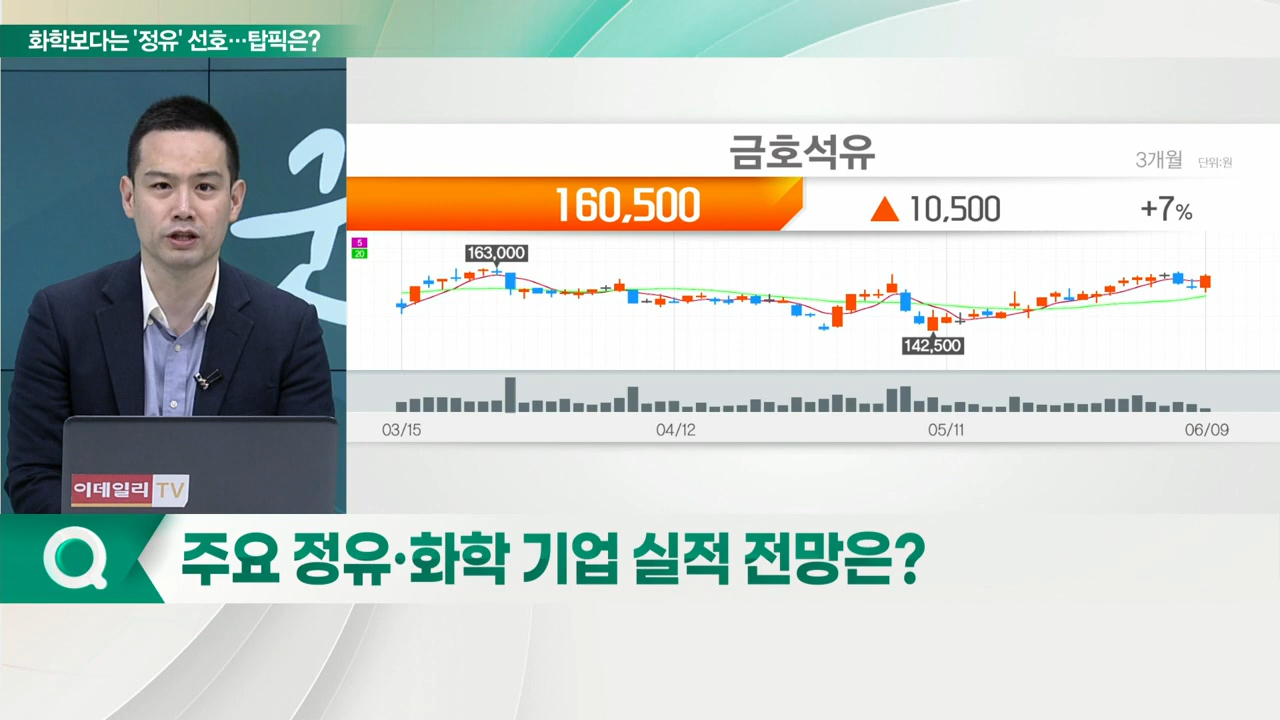 화학보다는 '정유' 선호…탑픽은?
금호석유
3개월 단위:원
160,500 ▲ 10,500 +7%
5
20
163,000
142,500
03/15 04/12 05/11 06/09
이데일리 TV
Q 주요 정유·화학 기업 실적 전망은?